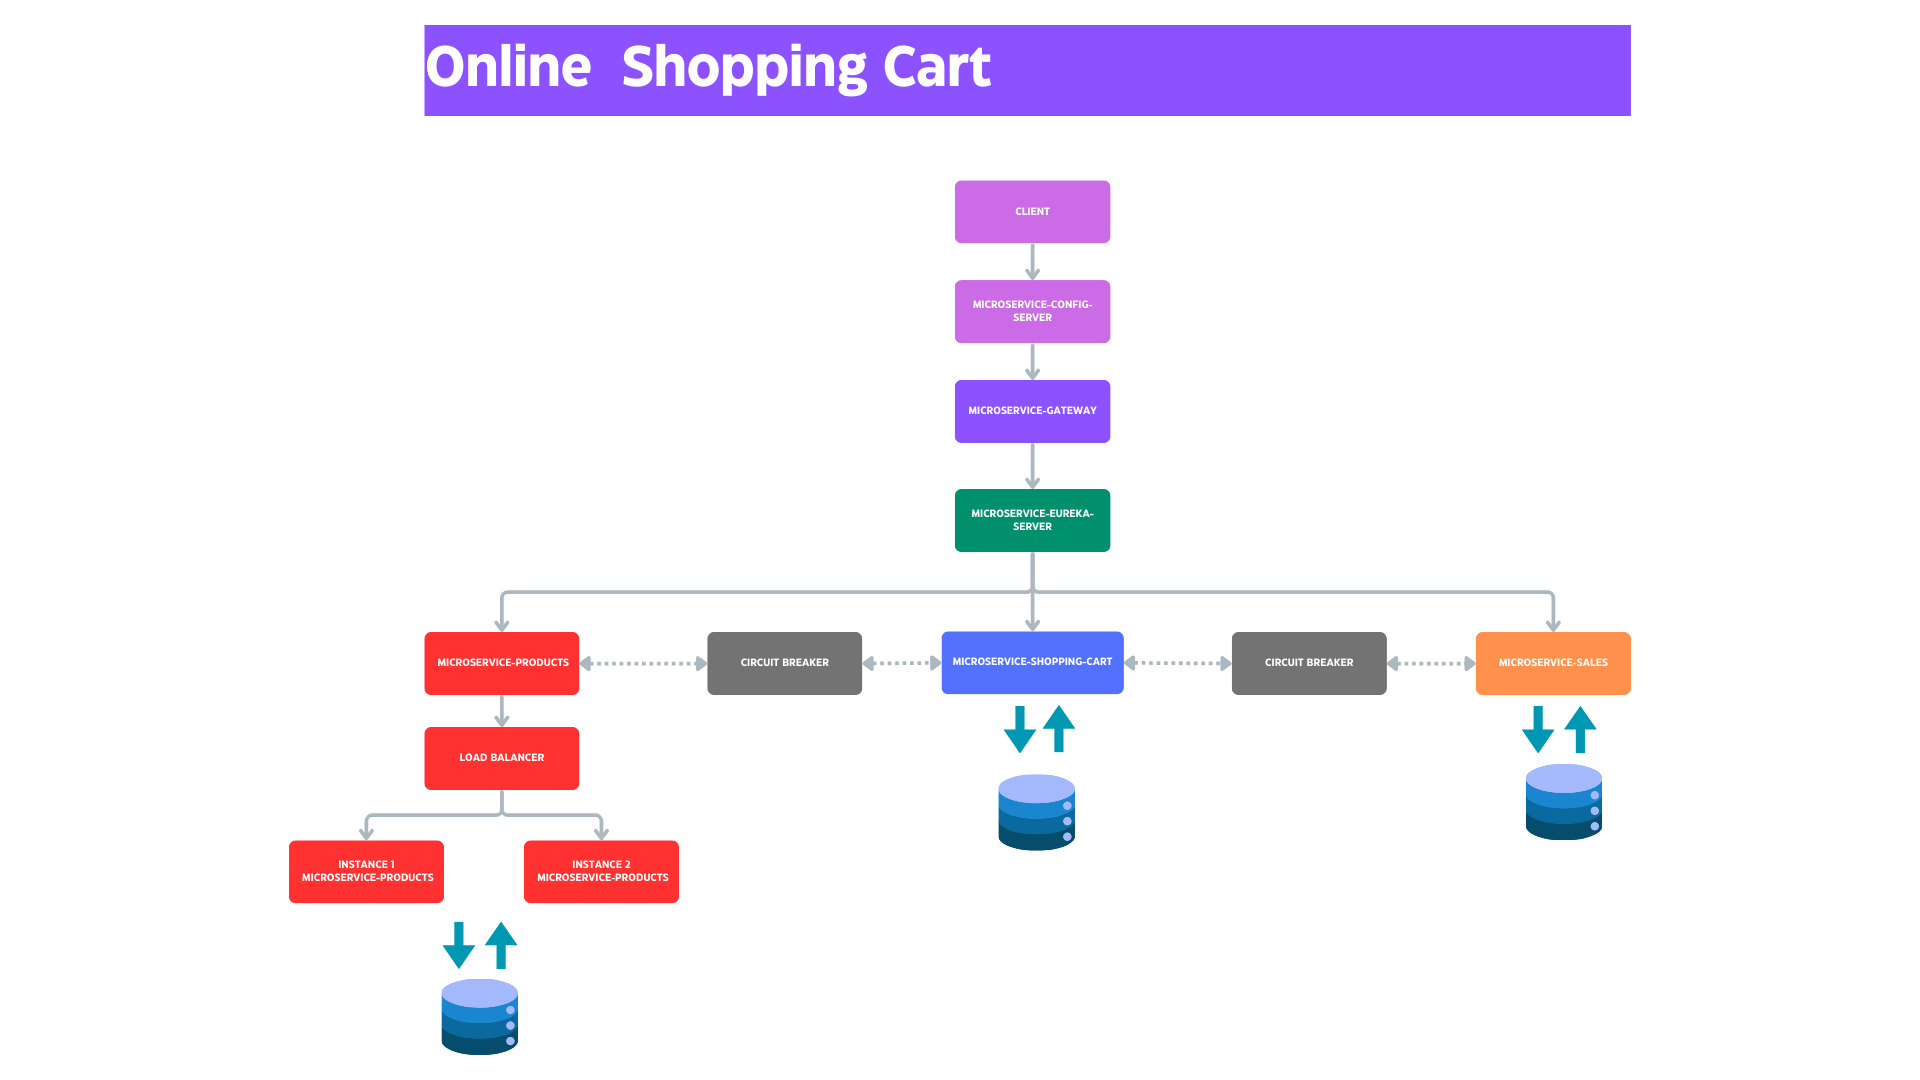 Online  Shopping Cart
CLIENT
MICROSERVICE-CONFIG-
SERVER
MICROSERVICE-GATEWAY
MICROSERVICE-EUREKA-
SERVER
MICROSERVICE-PRODUCTS
CIRCUIT BREAKER
MICROSERVICE-SHOPPING-CART
CIRCUIT BREAKER
MICROSERVICE-SALES
LOAD BALANCER
INSTANCE 1
MICROSERVICE-PRODUCTS
INSTANCE 2
MICROSERVICE-PRODUCTS